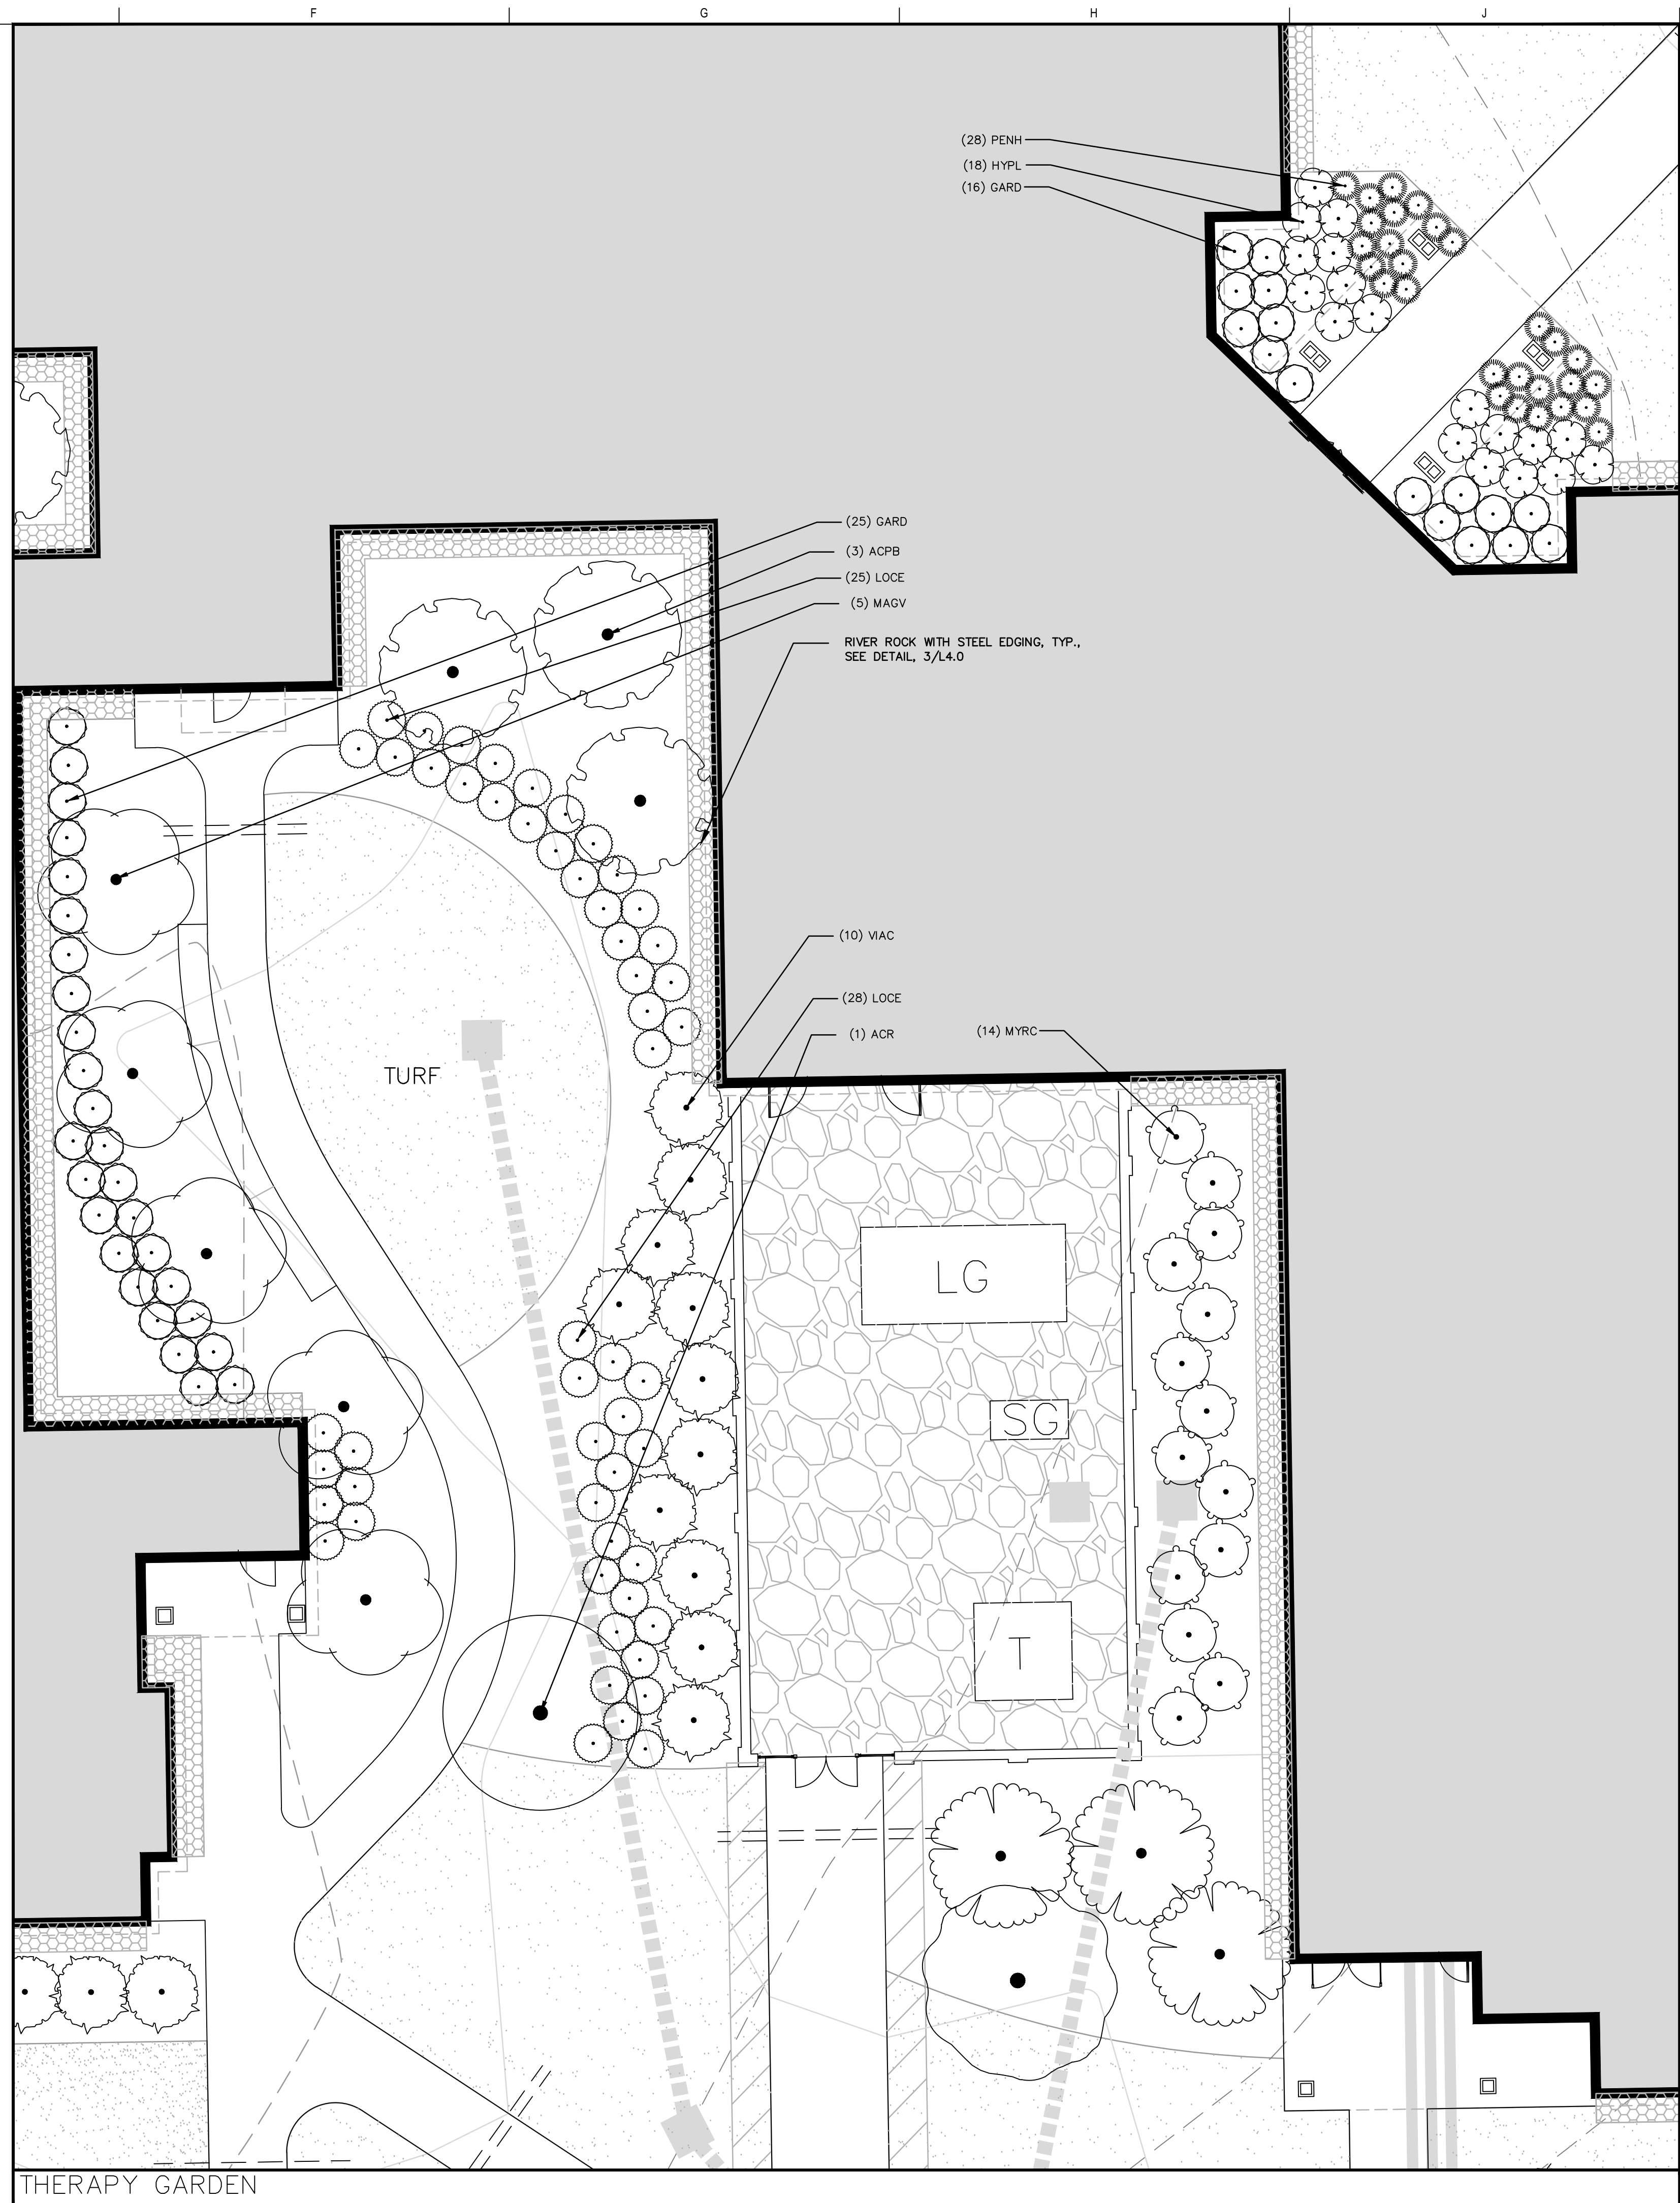 F
G
H
J
(28) PENH
(18) HYPL
(16) GARD
(25) GARD
(3) ACPB
(25) LOCE
(5) MAGV
RIVER ROCK WITH STEEL EDGING, TYP.,
SEE DETAIL, 3/L4.0
(10) VIAC
(28) LOCE
(1) ACR
(14) MYRC
TURF
LG
SG
T
THERAPY GARDEN